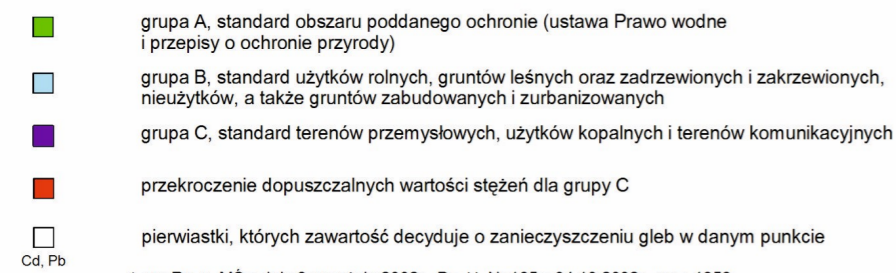 grupa A, standard obszaru poddanego ochronie (ustawa Prawo wodne
i przepisy o ochronie przyrody)
grupa B, standard użytków rolnych, gruntów leśnych oraz zadrzewionych i zakrzewionych,
nieużytków, a także gruntów zabudowanych i zurbanizowanych
grupa C, standard terenów przemysłowych, użytków kopalnych i terenów komunikacyjnych
przekroczenie dopuszczalnych wartości stężeń dla grupy C
pierwiastki, których zawartość decyduje o zanieczyszczeniu gleb w danym punkcie
Cd, Pb